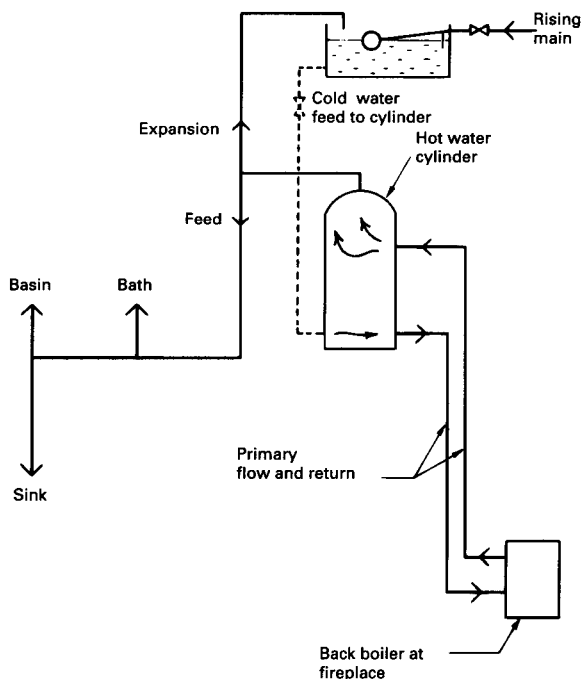 Rising
main
Cold water
feed to cylinder
Expansion
Hot water
cylinder
Feed
Basin
Bath
Primary
flow and return
Sink
Back boiler at
fireplace